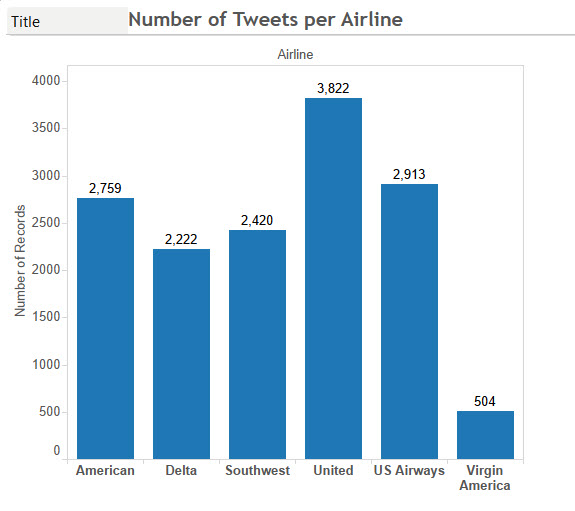 Title
Number of Tweets per Airline
Airline
Number of Records
4000
3500
3000
2500
2000
1500
1000
500
0
2,759
2,222
2,420
3,822
2,913
504
American
Delta
Southwest
United
US Airways
Virgin
America